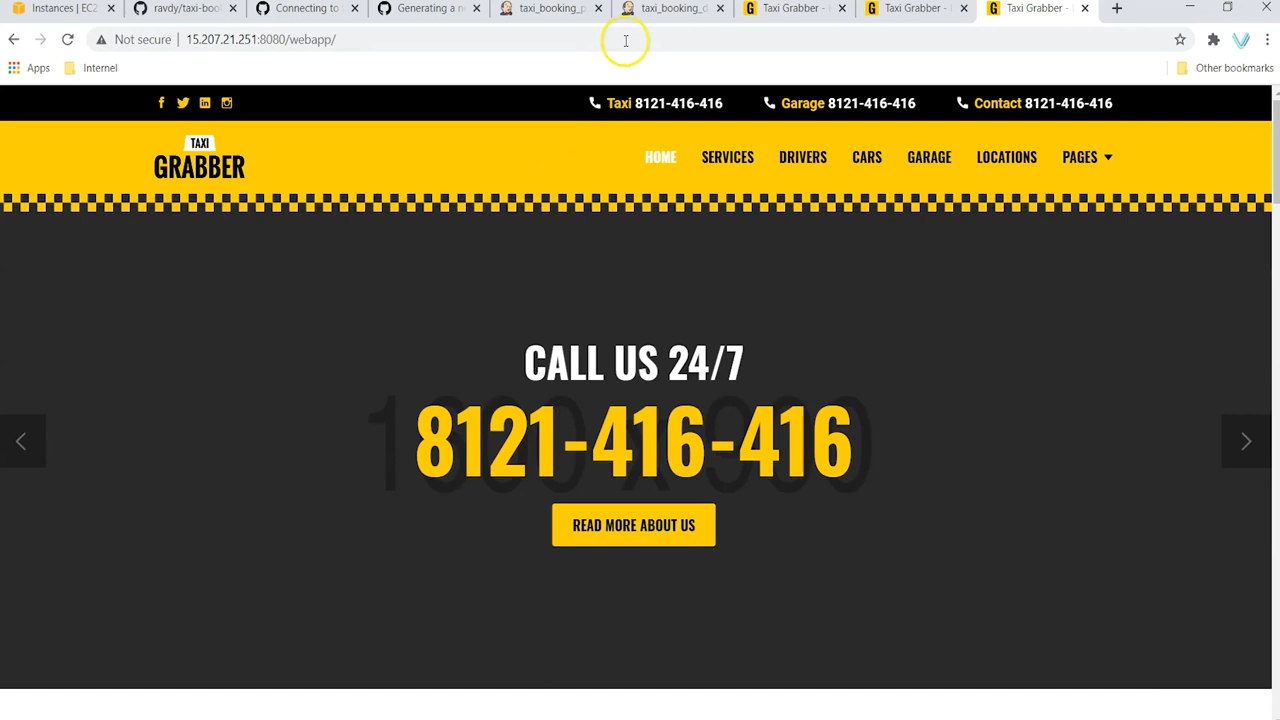 Instances | EC2
ravdy/taxi-boo
Connecting to
Generating a n
taxi_booking_p
taxi_booking_d
Taxi Grabber -
Taxi Grabber -
Taxi Grabber -
Not secure | 15.207.21.251:8080/webapp/
Apps
Internet
Other bookmarks
Taxi 8121-416-416
Garage 8121-416-416
Contact 8121-416-416
TAXI
GRABBER
HOME
SERVICES
DRIVERS
CARS
GARAGE
LOCATIONS
PAGES
CALL US 24/7
8121-416-416
READ MORE ABOUT US